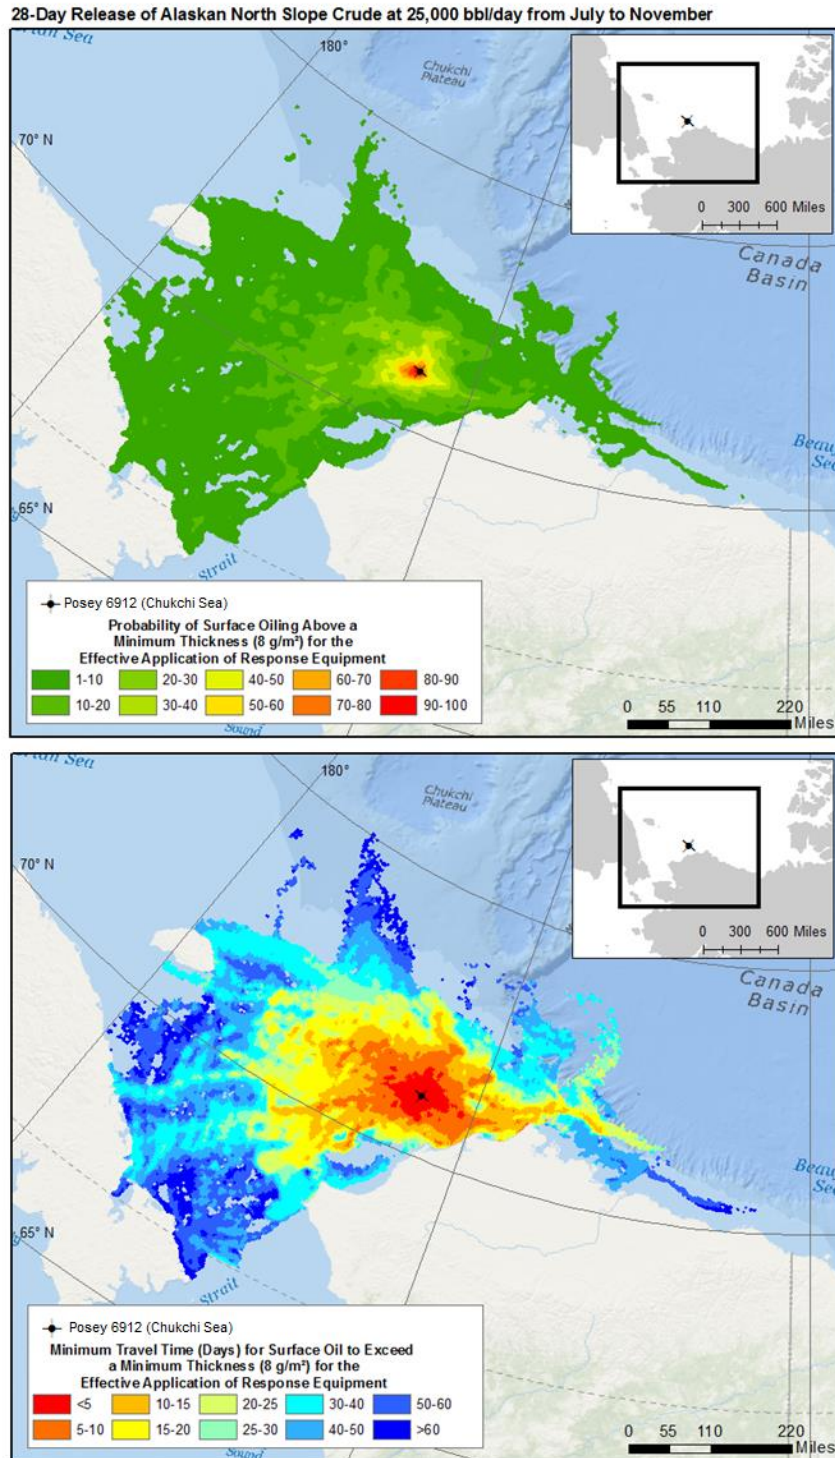 28-Day Release of Alaskan North Slope Crude at 25,000 bbl/day from July to November
180°
Chukchi
Plateau
70° N
0 300 600 Miles
Canada
Basin
65° N
Strait
Sea
Posey 6912 (Chukchi Sea)
Probability of Surface Oiling Above a
Minimum Thickness (8 g/m²) for the
Effective Application of Response Equipment
1-10 20-30 40-50 60-70 80-90
10-20 30-40 50-60 70-80 90-100
Sound
0 55 110 220
Miles
Sea
180°
Chukchi
Plateau
70° N
0 300 600 Miles
Canada
Basin
65° N
Strait
Sea
Posey 6912 (Chukchi Sea)
Minimum Travel Time (Days) for Surface Oil to Exceed
a Minimum Thickness (8 g/m²) for the
Effective Application of Response Equipment
<5 10-15 20-25 30-40 50-60
5-10 15-20 25-30 40-50 >60
Sound
0 55 110 220
Miles